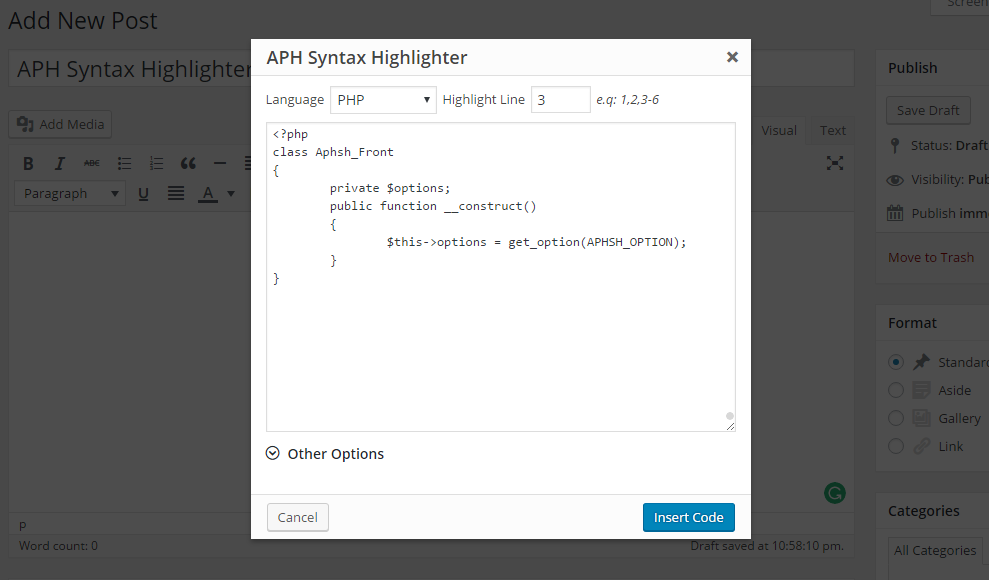 Add New Post
Screen
APH Syntax Highlighter
Add Media
Visual
Text
B I ABC
Paragraph
U
A
P
Word count: 0
Draft saved at 10:58:10 pm.
APH Syntax Highlighter
Language PHP Highlight Line 3 e.q: 1,2,3-6
<?php
class Aphsh_Front
{
        private $options;
        public function __construct()
        {
                $this->options = get_option(APHSH_OPTION);
        }
}
Other Options
Cancel
Insert Code
Publish
Save Draft
Status: Draft
Visibility: Pub
Publish imm
Move to Trash
Format
Standard
Aside
Gallery
Link
Categories
All Categories